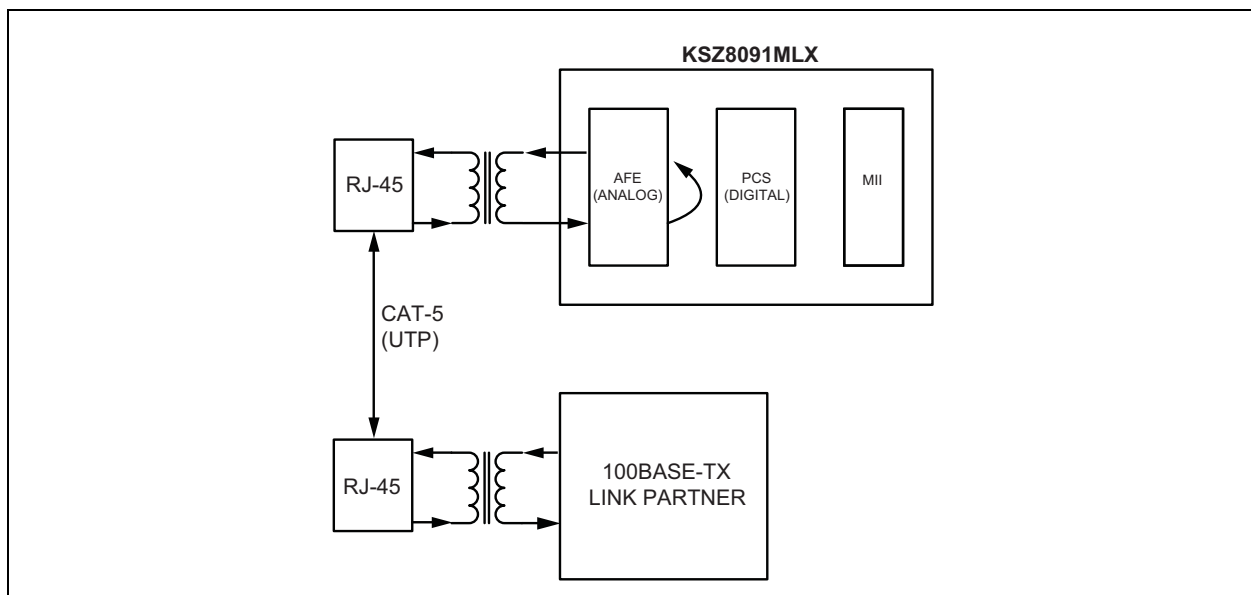 KSZ8091MLX
RJ-45
AFE
(ANALOG)
PCS
(DIGITAL)
MII
CAT-5
(UTP)
RJ-45
100BASE-TX
LINK PARTNER